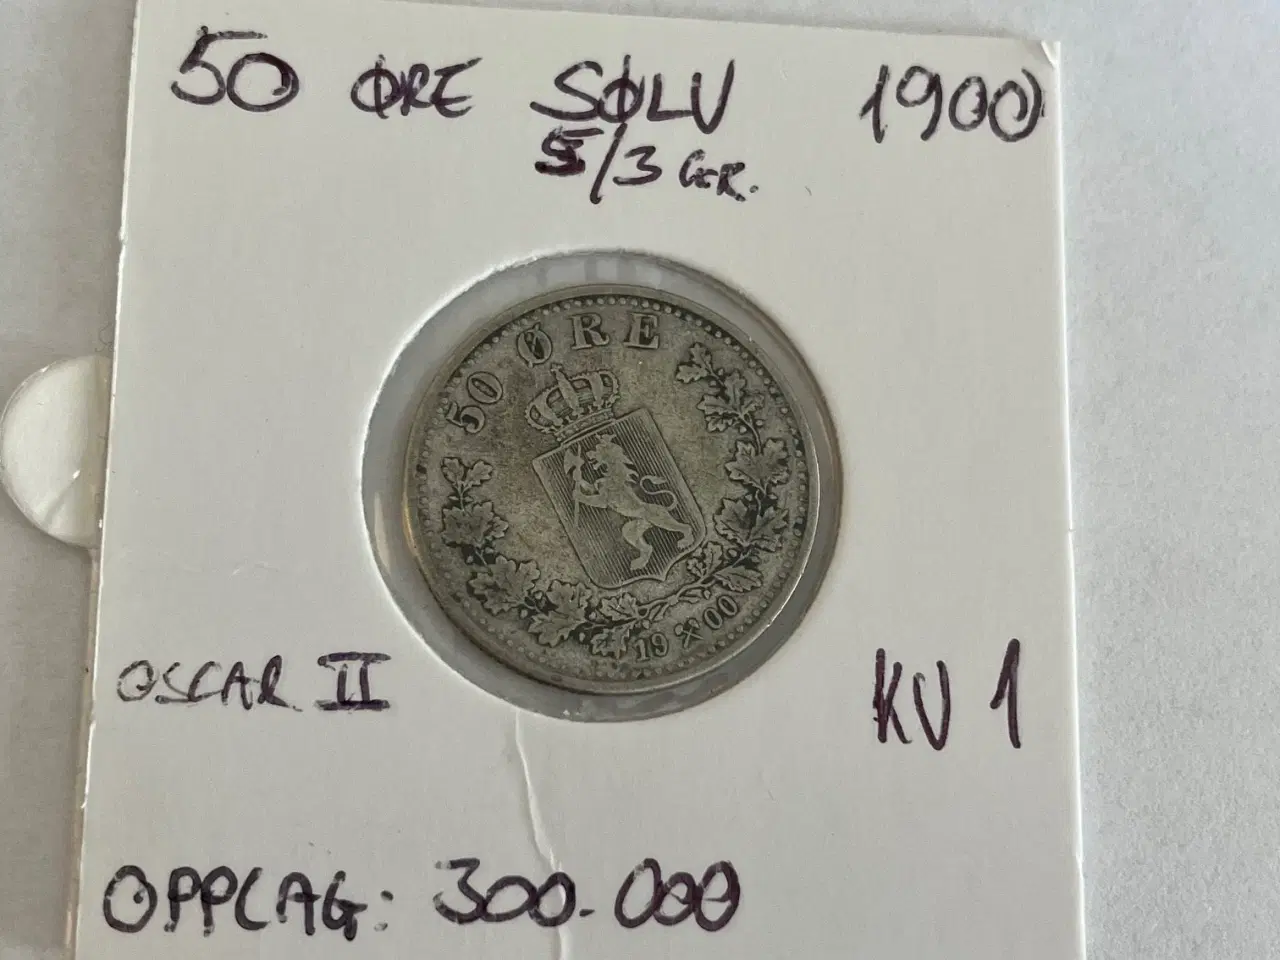 50 ØRE SØLV 1900
5/3 GR.
50 ØRE
19 00
OSCAR II
KV 1
OPPLAG: 300.000